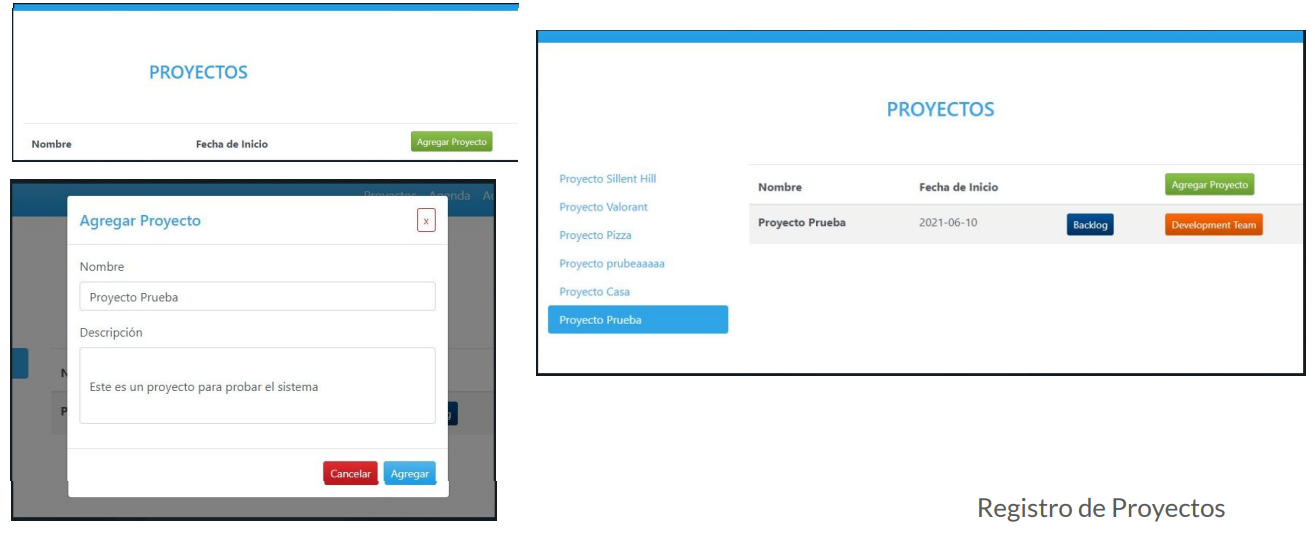 PROYECTOS
Nombre Fecha de Inicio Agregar Proyecto
Proyectos Agenda
Agregar Proyecto x
Nombre
Proyecto Prueba
Descripción
Este es un proyecto para probar el sistema
Cancelar Agregar
PROYECTOS
Proyecto Sillent Hill
Proyecto Valorant
Proyecto Pizza
Proyecto prubeaaaaa
Proyecto Casa
Proyecto Prueba
Nombre Fecha de Inicio Agregar Proyecto
Proyecto Prueba 2021-06-10 Backlog Development Team
Registro de Proyectos